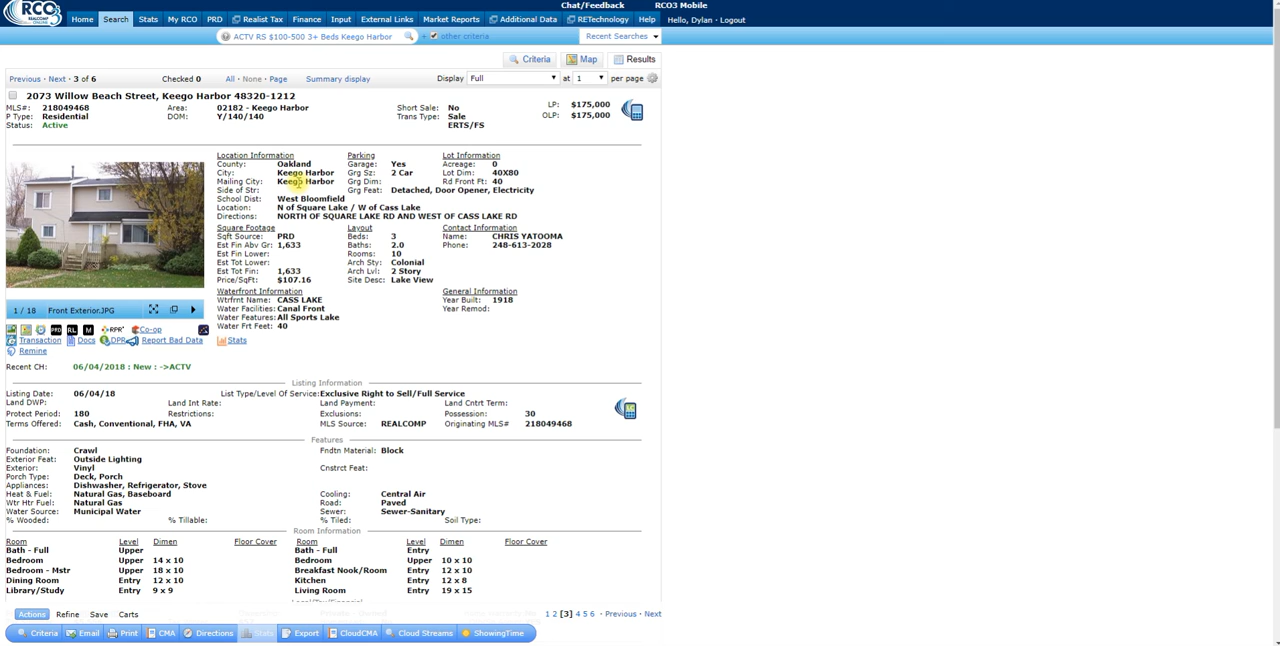 Chat/Feedback RCO3 Mobile
RCO3
REALCOMP
ONLINE
Home Search Stats My RCO PRD Realist Tax Finance Input External Links Market Reports Additional Data RETechnology Help Hello, Dylan - Logout
ACTV RS $100-500 3+ Beds Keego Harbor + other criteria Recent Searches
Criteria Map Results
Previous · Next · 3 of 6 Checked 0 All · None · Page Summary display Display Full at 1 per page
2073 Willow Beach Street, Keego Harbor 48320-1212
MLS#: 218049468 Area: 02182 - Keego Harbor Short Sale: No LP: $175,000
P Type: Residential DOM: Y/140/140 Trans Type: Sale OLP: $175,000
Status: Active ERTS/FS
Location Information Parking Lot Information
County: Oakland Garage: Yes Acreage: 0
City: Keego Harbor Grg Sz: 2 Car Lot Dim: 40X80
Mailing City: Keego Harbor Grg Dim: Rd Front Ft: 40
Side of Str: Grg Feat: Detached, Door Opener, Electricity
School Dist: West Bloomfield
Location: N of Square Lake / W of Cass Lake
Directions: NORTH OF SQUARE LAKE RD AND WEST OF CASS LAKE RD
Square Footage Layout Contact Information
Sqft Source: PRD Beds: 3 Name: CHRIS YATOOMA
Est Fin Abv Gr: 1,633 Baths: 2.0 Phone: 248-613-2028
Est Fin Lower: Rooms: 10
Est Tot Lower: Arch Sty: Colonial
Est Tot Fin: 1,633 Arch Lvl: 2 Story
Price/SqFt: $107.16 Site Desc: Lake View
Waterfront Information General Information
Wtrfrnt Name: CASS LAKE Year Built: 1918
Water Facilities: Canal Front Year Remod:
Water Features: All Sports Lake
Water Frt Feet: 40
1 / 18 Front Exterior.JPG
PFD RL M RPR Co-op
Transaction Docs DPR Report Bad Data Stats
Remine
Recent CH: 06/04/2018 : New : ->ACTV
Listing Information
Listing Date: 06/04/18 List Type/Level Of Service: Exclusive Right to Sell/Full Service
Land DWP: Land Int Rate: Land Payment: Land Cntrt Term:
Protect Period: 180 Restrictions: Exclusions: Possession: 30
Terms Offered: Cash, Conventional, FHA, VA MLS Source: REALCOMP Originating MLS# 218049468
Features
Foundation: Crawl Fndtn Material: Block
Exterior Feat: Outside Lighting
Exterior: Vinyl Cnstrct Feat:
Porch Type: Deck, Porch
Appliances: Dishwasher, Refrigerator, Stove
Heat & Fuel: Natural Gas, Baseboard Cooling: Central Air
Wtr Htr Fuel: Natural Gas Road: Paved
Water Source: Municipal Water Sewer: Sewer-Sanitary
% Wooded: % Tillable: % Tiled: Soil Type:
Room Information
Room Level Dimen Floor Cover Room Level Dimen Floor Cover
Bath - Full Upper Bath - Full Entry
Bedroom Upper 14 x 10 Bedroom Upper 10 x 10
Bedroom - Mstr Upper 18 x 10 Breakfast Nook/Room Entry 12 x 10
Dining Room Entry 12 x 10 Kitchen Entry 12 x 8
Library/Study Entry 9 x 9 Living Room Entry 19 x 15
Actions Refine Save Carts 1 2 [3] 4 5 6 · Previous · Next
Criteria Email Print CMA Directions Stats Export CloudCMA Cloud Streams ShowingTime